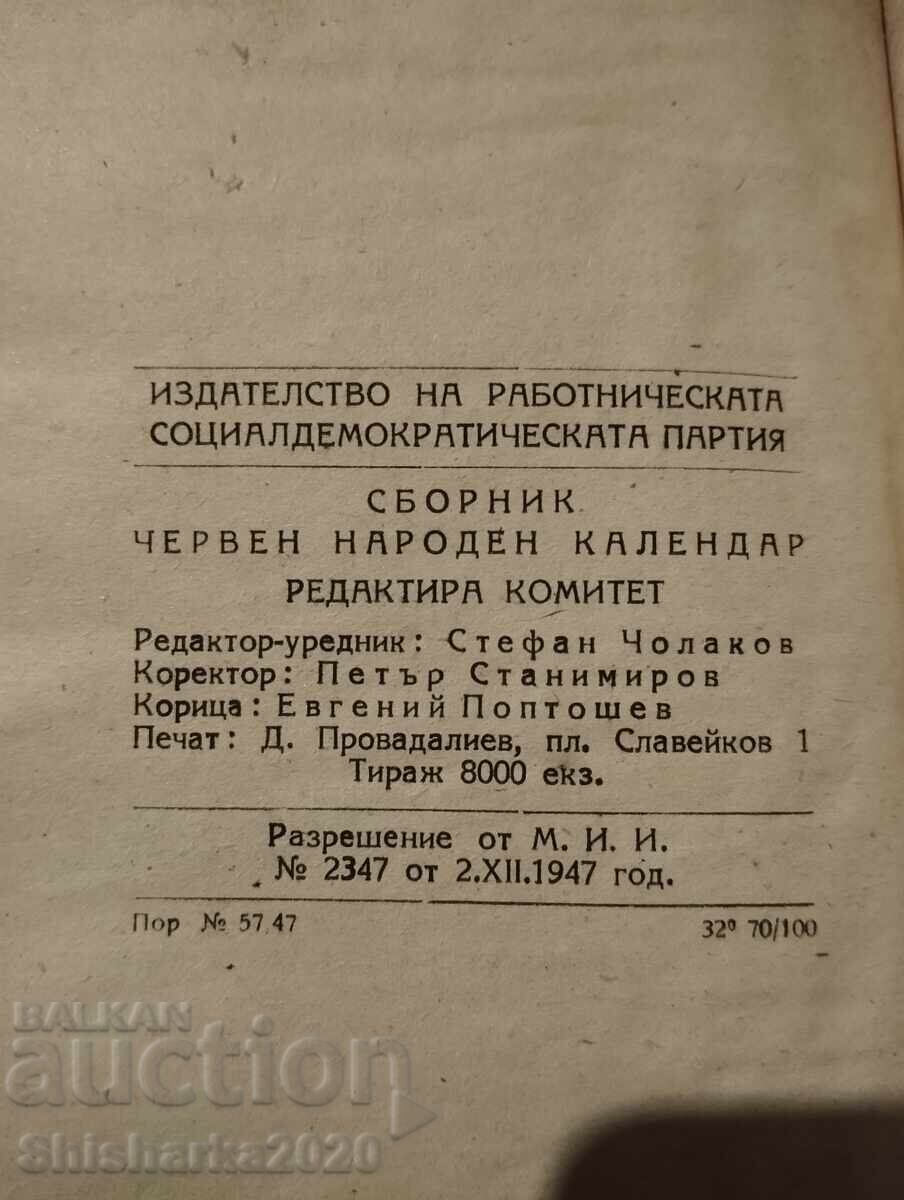 ИЗДАТЕЛСТВО НА РАБОТНИЧЕСКАТА
СОЦИАЛДЕМОКРАТИЧЕСКАТА ПАРТИЯ
СБОРНИК
ЧЕРВЕН НАРОДЕН КАЛЕНДАР
РЕДАКТИРА КОМИТЕТ
Редактор-уредник: Стефан Чолаков
Коректор: Петър Станимиров
Корица: Евгений Поптошев
Печат: Д. Провадалиев, пл. Славейков 1
Тираж 8000 екз.
Разрешение от М. И. И.
№ 2347 от 2.XII.1947 год.
Пор № 57.47 32º 70/100
BALKAN
auction
Shisharka2020